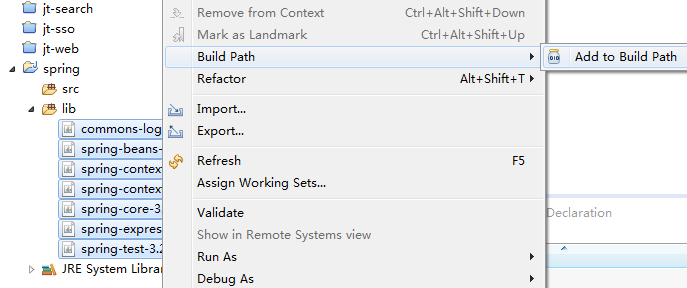 jt-search
jt-sso
jt-web
spring
src
lib
commons-log
spring-beans-
spring-context
spring-context
spring-core-3
spring-expres
spring-test-3.2
JRE System Librar
Remove from Context Ctrl+Alt+Shift+Down
Mark as Landmark Ctrl+Alt+Shift+Up
Build Path
Refactor Alt+Shift+T
Import...
Export...
Refresh F5
Assign Working Sets...
Validate
Show in Remote Systems view
Run As
Debug As
Add to Build Path
Declaration